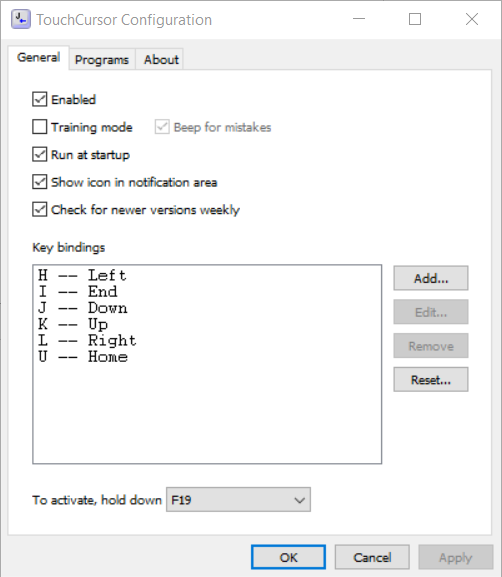 TouchCursor Configuration
General Programs About
Enabled
Training mode Beep for mistakes
Run at startup
Show icon in notification area
Check for newer versions weekly
Key bindings
H -- Left
I -- End
J -- Down
K -- Up
L -- Right
U -- Home
Add...
Edit...
Remove
Reset...
To activate, hold down F19
OK Cancel Apply